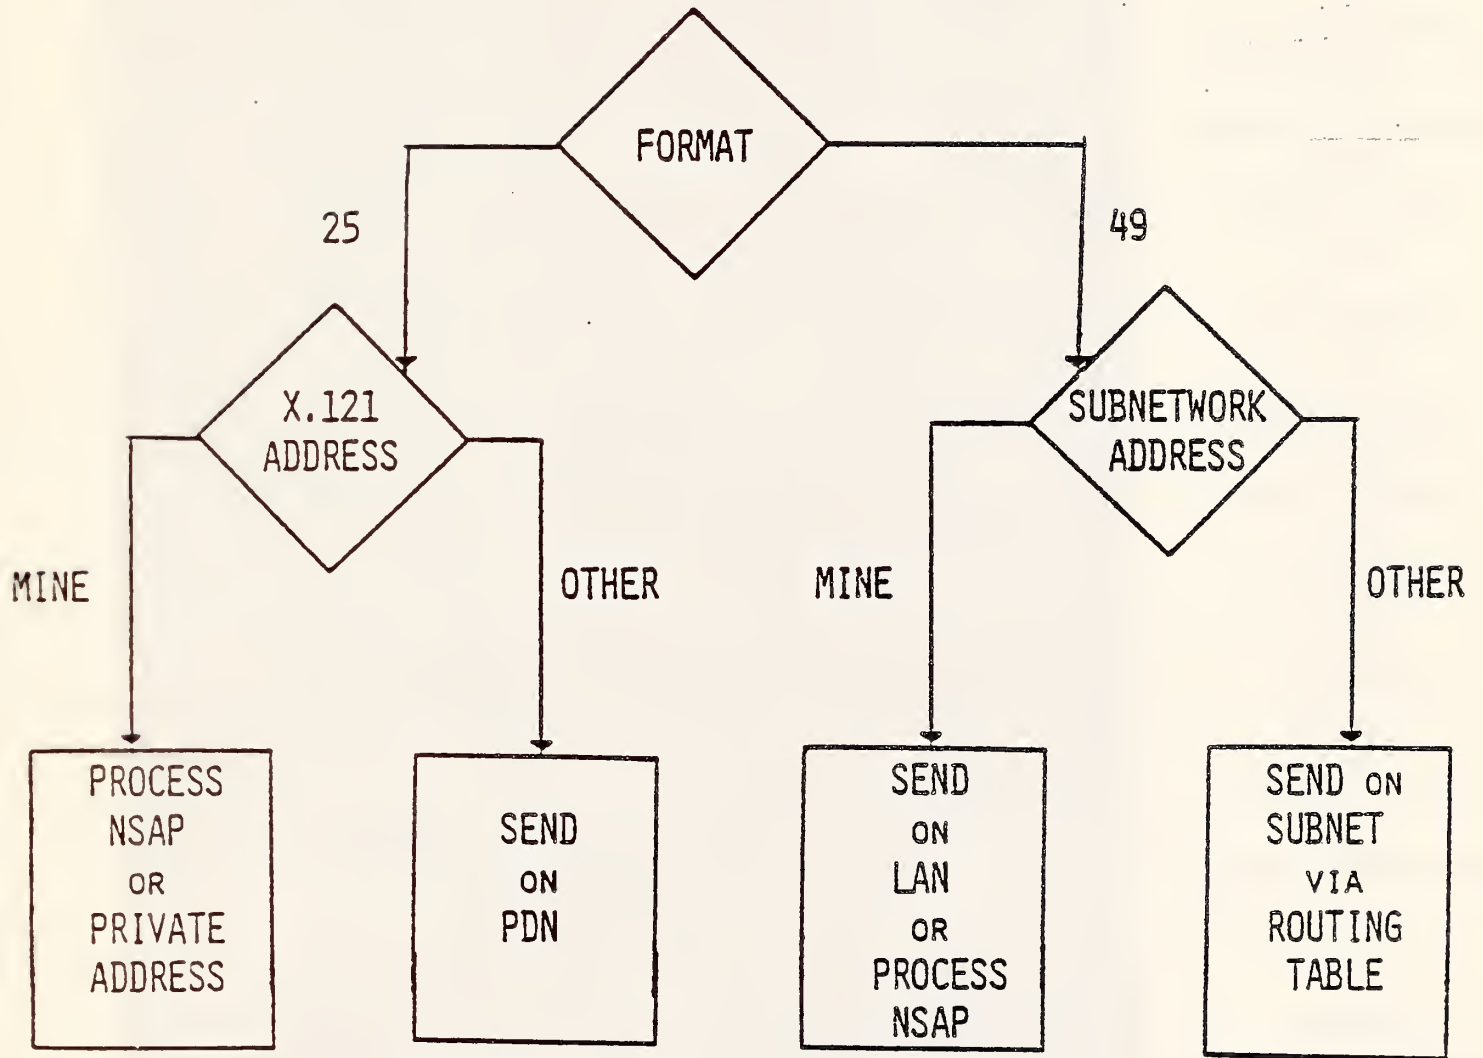 FORMAT
25
49
X.121
ADDRESS
SUBNETWORK
ADDRESS
MINE
OTHER
MINE
OTHER
PROCESS
NSAP
OR
PRIVATE
ADDRESS
SEND
ON
PDN
SEND
ON
LAN
OR
PROCESS
NSAP
SEND ON
SUBNET
VIA
ROUTING
TABLE